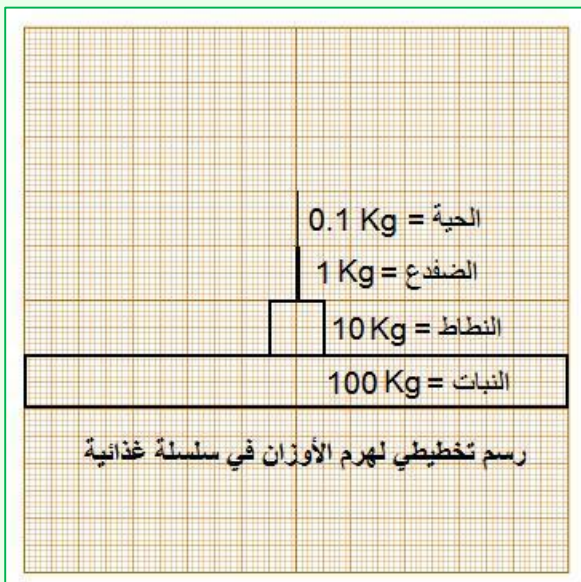 الحية = 0.1 Kg
الضفدع = 1 Kg
النطاط = 10 Kg
النبات = 100 Kg
رسم تخطيطي لهرم الأوزان في سلسلة غذائية